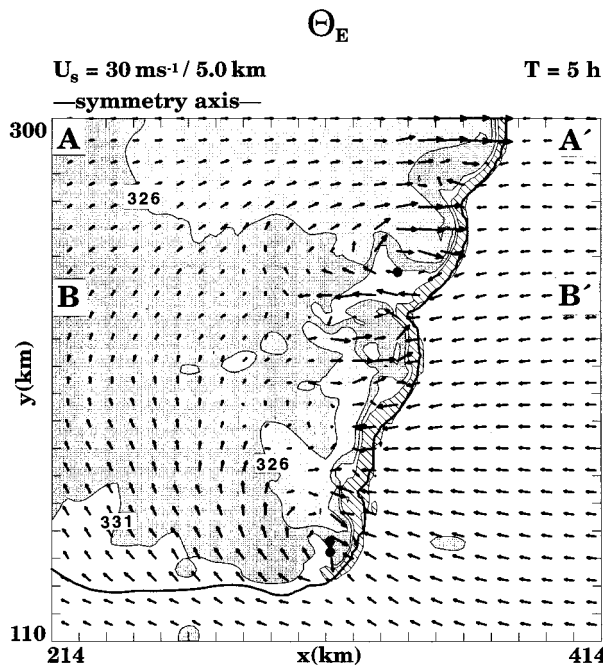 Θ_E
U_s = 30 ms⁻¹ / 5.0 km T = 5 h
—symmetry axis—
300 A A´
326
B B´
y(km)
326
331
110
214 x(km) 414